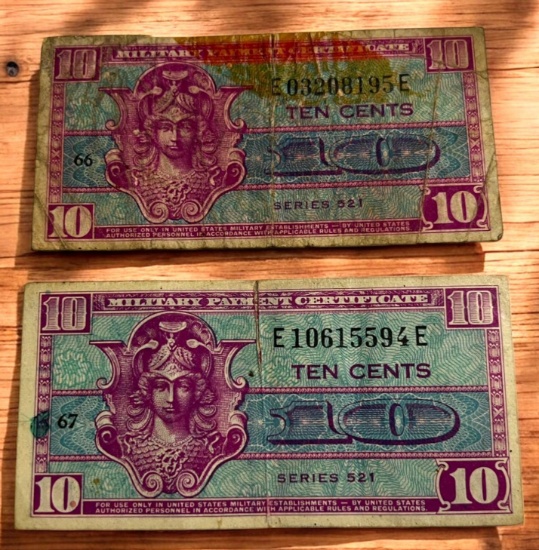 10 MILITARY PAYMENT CERTIFICATE 10
E03208195E
TEN CENTS
66
10
SERIES 521
10 10
FOR USE ONLY IN UNITED STATES MILITARY ESTABLISHMENTS — BY UNITED STATES
AUTHORIZED PERSONNEL IN ACCORDANCE WITH APPLICABLE RULES AND REGULATIONS.
10 MILITARY PAYMENT CERTIFICATE 10
E10615594E
TEN CENTS
67
10
SERIES 521
10 10
FOR USE ONLY IN UNITED STATES MILITARY ESTABLISHMENTS — BY UNITED STATES
AUTHORIZED PERSONNEL IN ACCORDANCE WITH APPLICABLE RULES AND REGULATIONS.